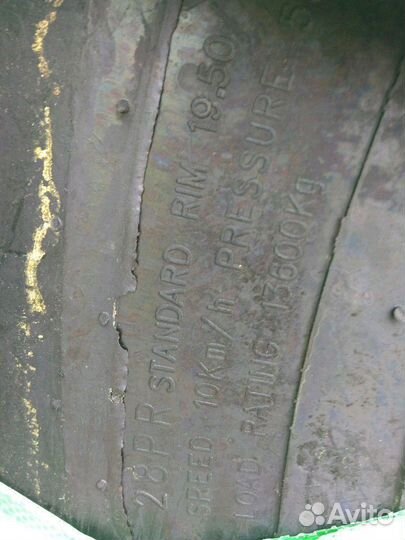 28PR STANDARD RIM 19.50
SPEED 10Km/h PRESSURE 5
LOAD RATING 13600Kg
Avito